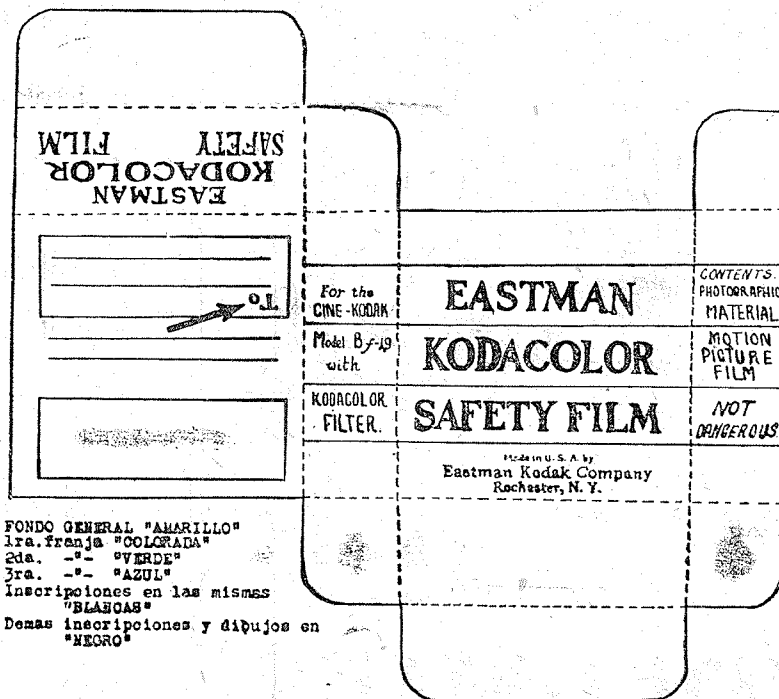 EASTMAN
KODACOLOR
SAFETY FILM
To
For the
CINE-KODAK
Model B f-19
with
KODACOLOR
FILTER.
EASTMAN
KODACOLOR
SAFETY FILM
Made in U. S. A. by
Eastman Kodak Company
Rochester, N. Y.
CONTENTS.
PHOTOGRAPHIC
MATERIAL
MOTION
PICTURE
FILM
NOT
DANGEROUS.
FONDO GENERAL "AMARILLO"
1ra.franja "COLORADA"
2da. -"- "VERDE"
3ra. -"- "AZUL"
Inscripciones en las mismas
"BLANCAS"
Demas inscripciones y dibujos en
"NEGRO"